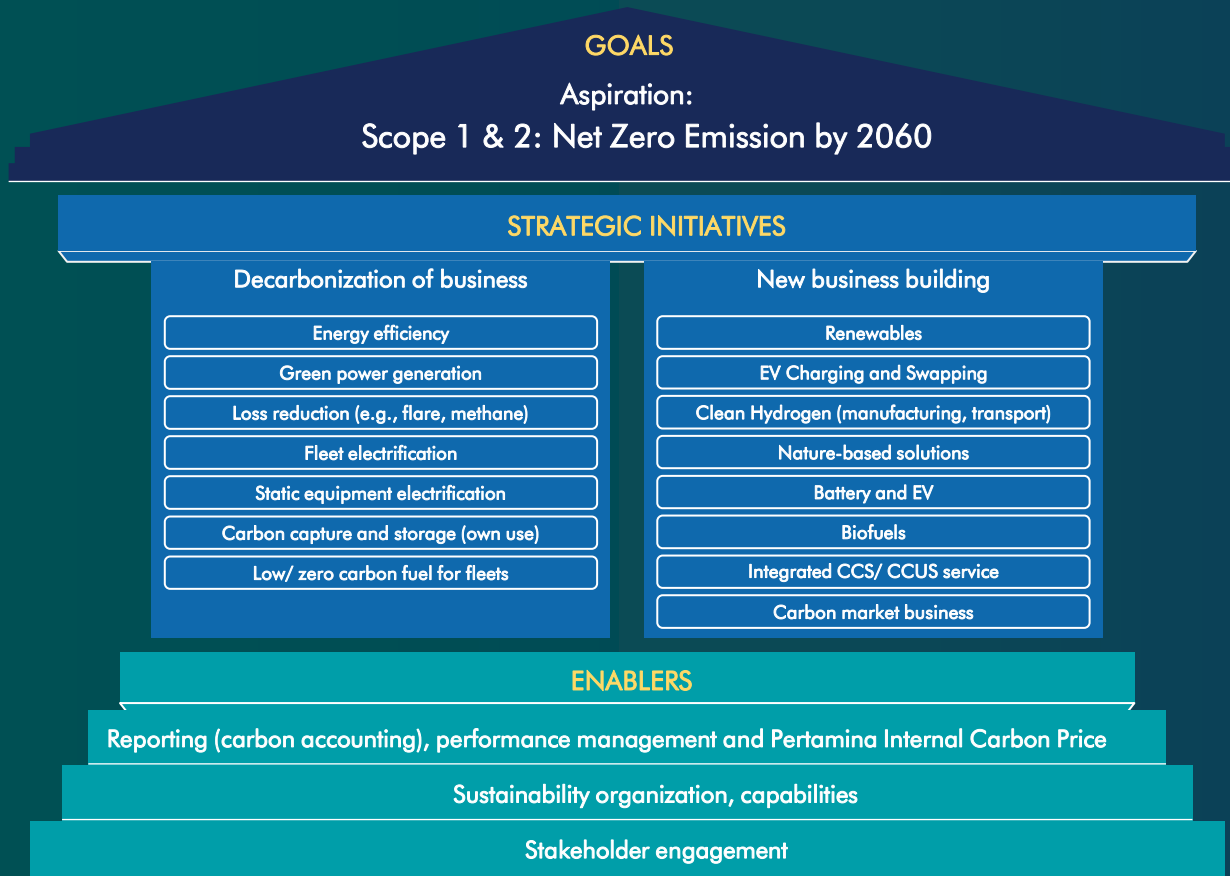 GOALS
Aspiration:
Scope 1 & 2: Net Zero Emission by 2060
STRATEGIC INITIATIVES
Decarbonization of business
Energy efficiency
Green power generation
Loss reduction (e.g., flare, methane)
Fleet electrification
Static equipment electrification
Carbon capture and storage (own use)
Low/ zero carbon fuel for fleets
New business building
Renewables
EV Charging and Swapping
Clean Hydrogen (manufacturing, transport)
Nature-based solutions
Battery and EV
Biofuels
Integrated CCS/ CCUS service
Carbon market business
ENABLERS
Reporting (carbon accounting), performance management and Pertamina Internal Carbon Price
Sustainability organization, capabilities
Stakeholder engagement